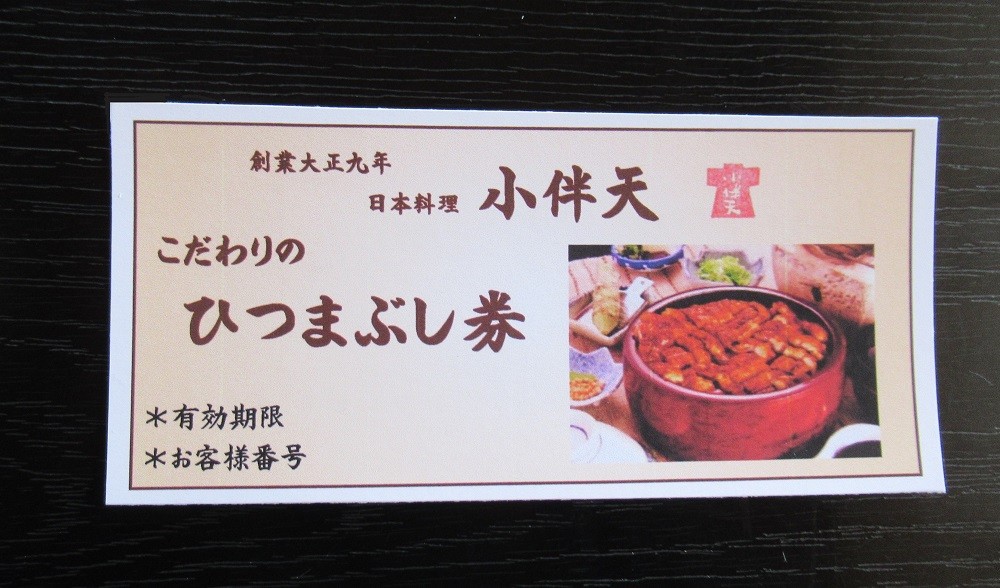 創業大正九年
日本料理 小伴天
小伴天
こだわりの
ひつまぶし券
＊有効期限
＊お客様番号